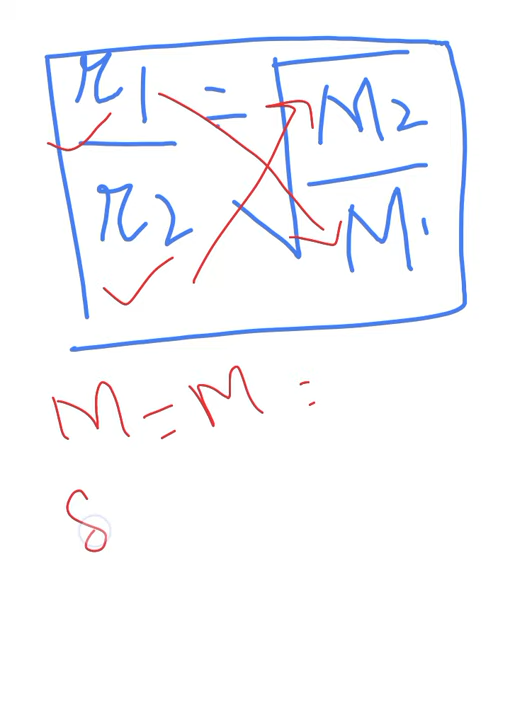 r1 = √M2
r2 M1
M = M :
S